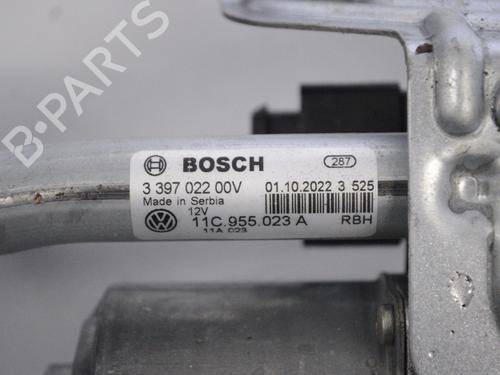 B-PARTS
BOSCH 287
3 397 022 00V 01.10.2022 3 525
Made in Serbia
12V
11C.955.023 A RBH
11A 023